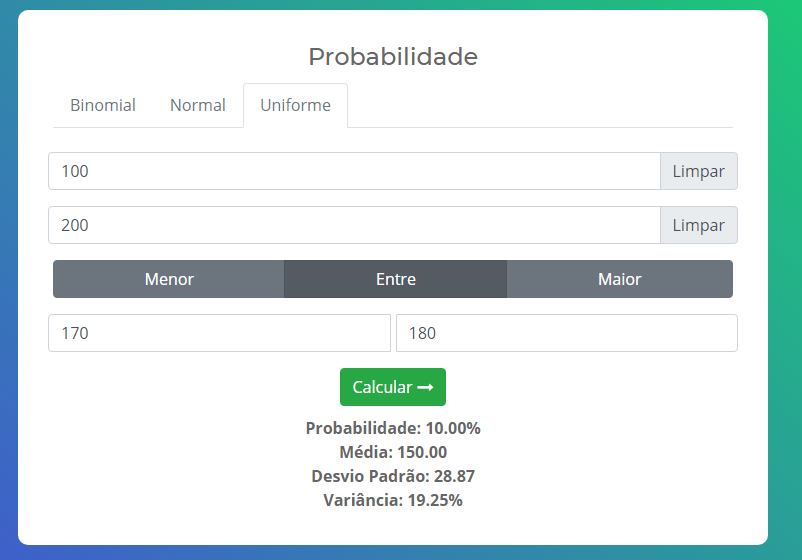 Probabilidade
Binomial Normal Uniforme
100 Limpar
200 Limpar
Menor Entre Maior
170 180
Calcular
Probabilidade: 10.00%
Média: 150.00
Desvio Padrão: 28.87
Variância: 19.25%